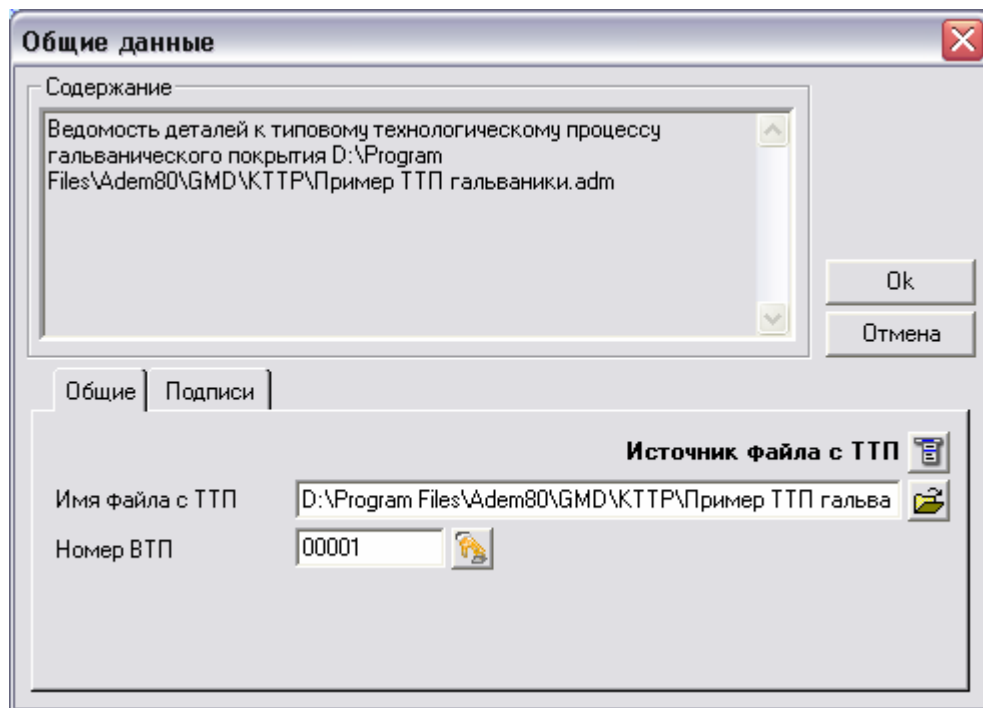 Общие данные
Содержание
Ведомость деталей к типовому технологическому процессу
гальванического покрытия D:\Program
Files\Adem80\GMD\KTTP\Пример ТТП гальваники.adm
Ok
Отмена
Общие Подписи
Источник файла с ТТП
Имя файла с ТТП D:\Program Files\Adem80\GMD\KTTP\Пример ТТП гальва
Номер ВТП 00001